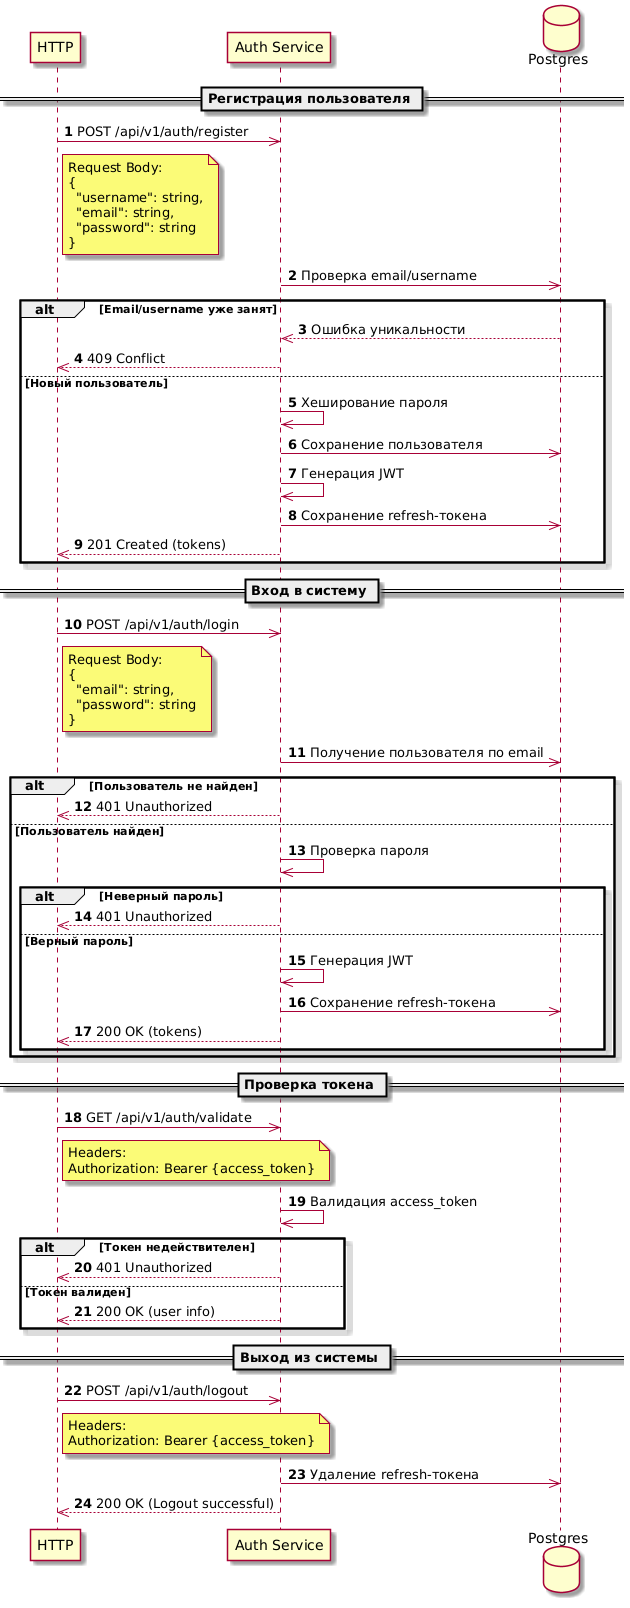 HTTP
Auth Service
Postgres
Регистрация пользователя
1 POST /api/v1/auth/register
Request Body:
{
"username": string,
"email": string,
"password": string
}
2 Проверка email/username
alt [Email/username уже занят]
3 Ошибка уникальности
4 409 Conflict
[Новый пользователь]
5 Хеширование пароля
6 Сохранение пользователя
7 Генерация JWT
8 Сохранение refresh-токена
9 201 Created (tokens)
Вход в систему
10 POST /api/v1/auth/login
Request Body:
{
"email": string,
"password": string
}
11 Получение пользователя по email
alt [Пользователь не найден]
12 401 Unauthorized
[Пользователь найден]
13 Проверка пароля
alt [Неверный пароль]
14 401 Unauthorized
[Верный пароль]
15 Генерация JWT
16 Сохранение refresh-токена
17 200 OK (tokens)
Проверка токена
18 GET /api/v1/auth/validate
Headers:
Authorization: Bearer {access_token}
19 Валидация access_token
alt [Токен недействителен]
20 401 Unauthorized
[Токен валиден]
21 200 OK (user info)
Выход из системы
22 POST /api/v1/auth/logout
Headers:
Authorization: Bearer {access_token}
23 Удаление refresh-токена
24 200 OK (Logout successful)
HTTP
Auth Service
Postgres